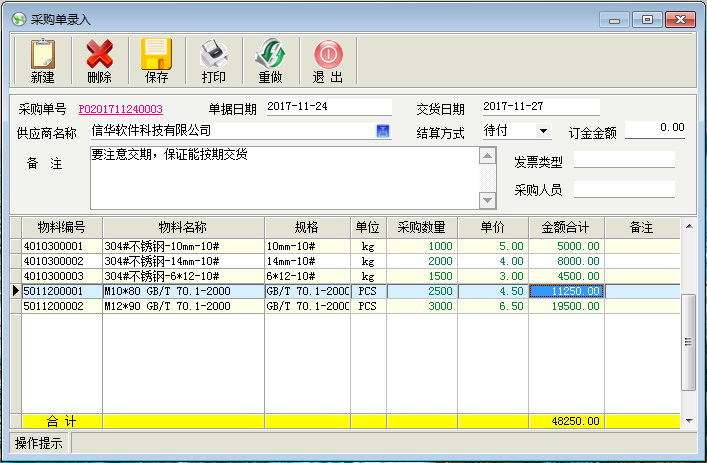 采购单录入
新建 删除 保存 打印 重做 退 出
采购单号 P0201711240003 单据日期 2017-11-24 交货日期 2017-11-27
供应商名称 信华软件科技有限公司 结算方式 待付 订金金额 0.00
备 注 要注意交期，保证能按期交货 发票类型
采购人员
物料编号 物料名称 规格 单位 采购数量 单价 金额合计 备注
4010300001 304#不锈钢-10mm-10# 10mm-10# kg 1000 5.00 5000.00
4010300002 304#不锈钢-14mm-10# 14mm-10# kg 2000 4.00 8000.00
4010300003 304#不锈钢-6*12-10# 6*12-10# kg 1500 3.00 4500.00
5011200001 M10*80 GB/T 70.1-2000 GB/T 70.1-2000 PCS 2500 4.50 11250.00
5011200002 M12*90 GB/T 70.1-2000 GB/T 70.1-2000 PCS 3000 6.50 19500.00
合 计 48250.00
操作提示